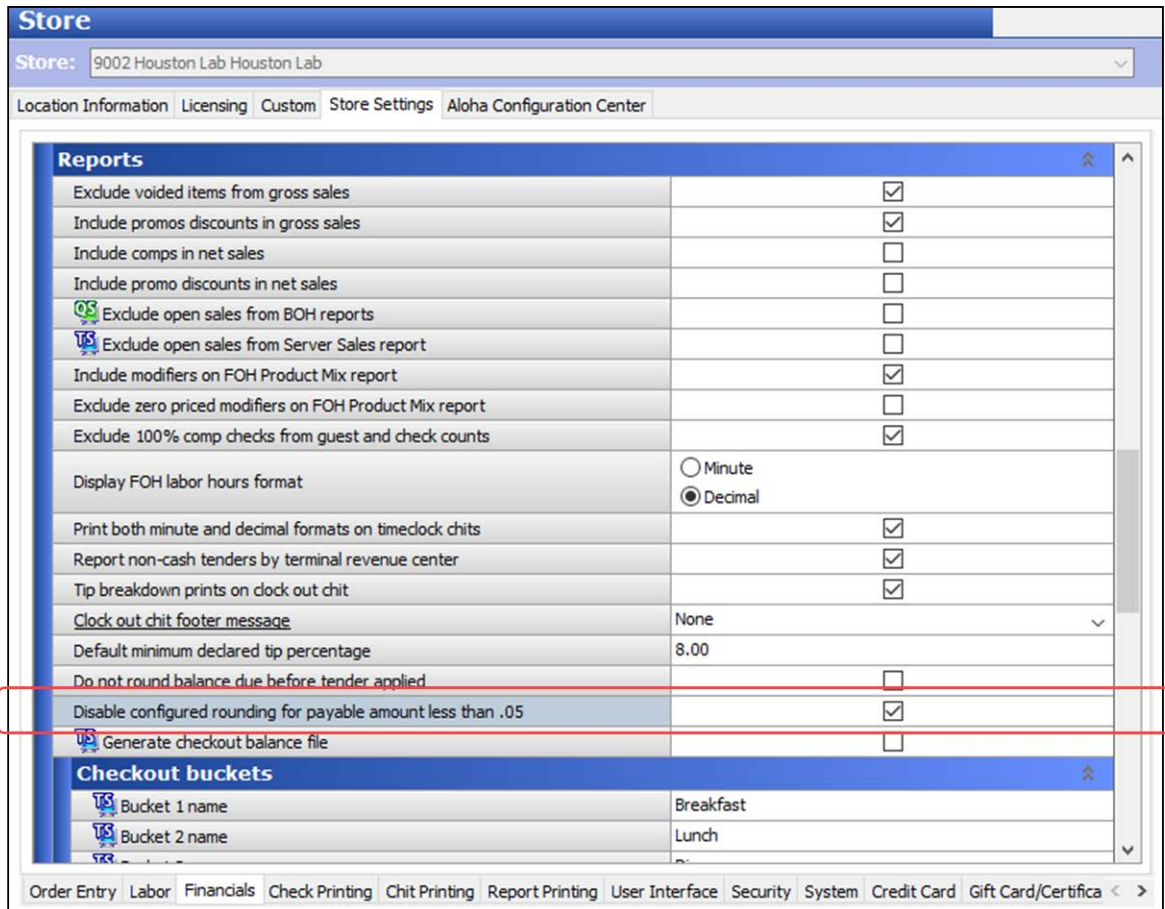 Store
Store: 9002 Houston Lab Houston Lab
Location Information Licensing Custom Store Settings Aloha Configuration Center
Reports
Exclude voided items from gross sales
Include promos discounts in gross sales
Include comps in net sales
Include promo discounts in net sales
QS Exclude open sales from BOH reports
TS Exclude open sales from Server Sales report
Include modifiers on FOH Product Mix report
Exclude zero priced modifiers on FOH Product Mix report
Exclude 100% comp checks from guest and check counts
Display FOH labor hours format
Minute
Decimal
Print both minute and decimal formats on timeclock chits
Report non-cash tenders by terminal revenue center
Tip breakdown prints on clock out chit
Clock out chit footer message None
Default minimum declared tip percentage 8.00
Do not round balance due before tender applied
Disable configured rounding for payable amount less than .05
TS Generate checkout balance file
Checkout buckets
TS Bucket 1 name Breakfast
TS Bucket 2 name Lunch
Order Entry Labor Financials Check Printing Chit Printing Report Printing User Interface Security System Credit Card Gift Card/Certifica